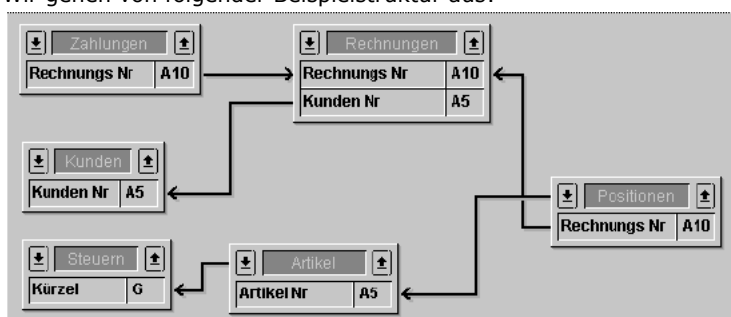 Wir gehen von folgender Beispielstruktur aus:
Zahlungen
Rechnungs Nr A10
Rechnungen
Rechnungs Nr A10
Kunden Nr A5
Kunden
Kunden Nr A5
Positionen
Rechnungs Nr A10
Steuern
Kürzel G
Artikel
Artikel Nr A5